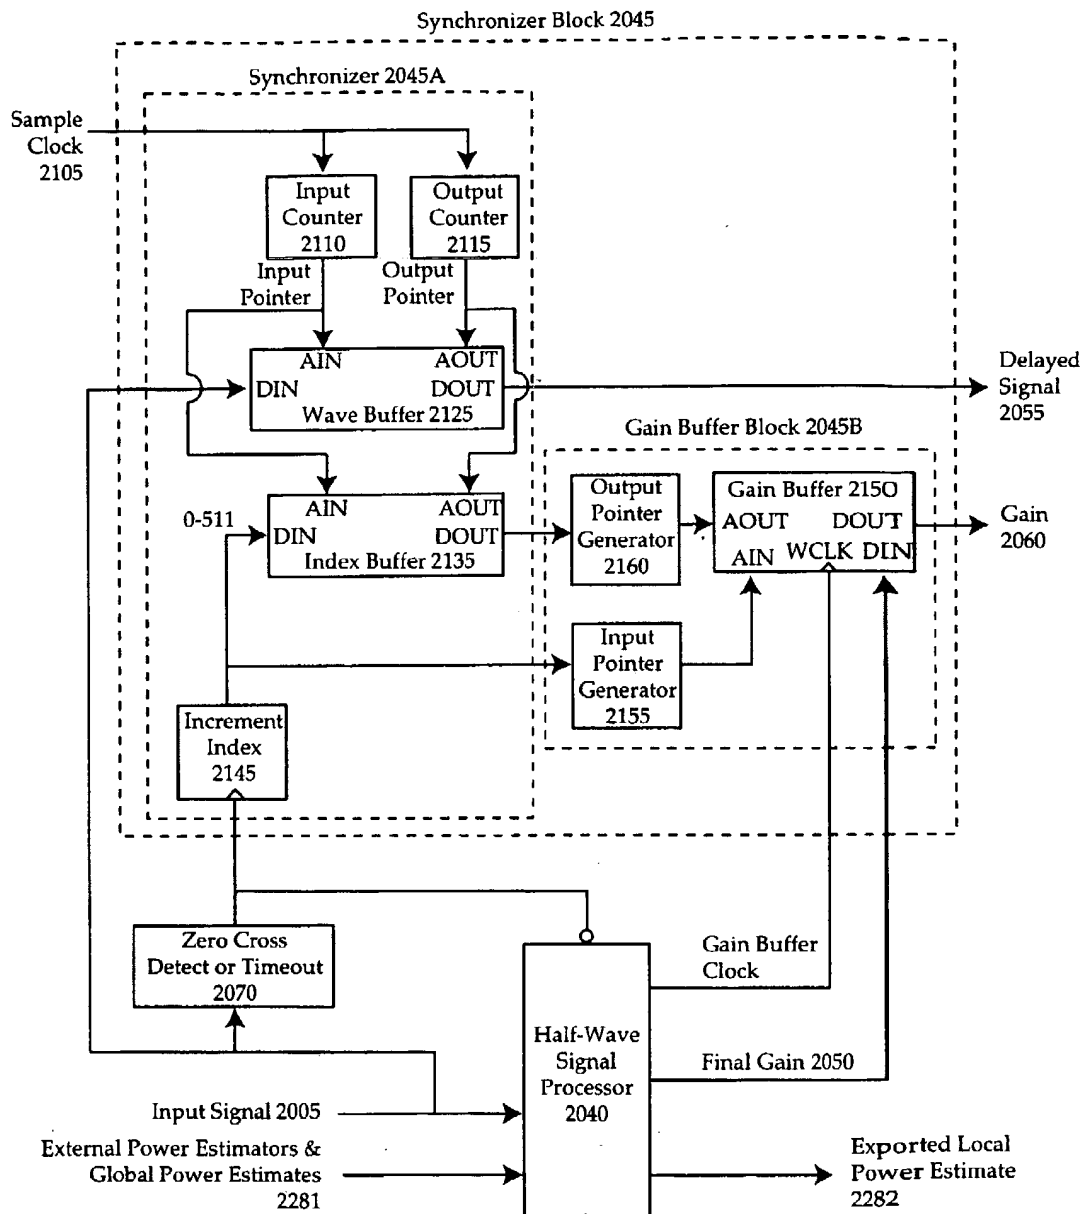 Synchronizer Block 2045
Synchronizer 2045A
Sample
Clock
2105
Input
Counter
2110
Output
Counter
2115
Input
Pointer
Output
Pointer
AIN
AOUT
DIN
DOUT
Wave Buffer 2125
Delayed
Signal
2055
Gain Buffer Block 2045B
0-511
AIN
AOUT
DIN
DOUT
Index Buffer 2135
Output
Pointer
Generator
2160
Gain Buffer 2150
AOUT
DOUT
AIN
WCLK
DIN
Gain
2060
Input
Pointer
Generator
2155
Increment
Index
2145
Zero Cross
Detect or Timeout
2070
Gain Buffer
Clock
Half-Wave
Signal
Processor
2040
Final Gain 2050
Input Signal 2005
External Power Estimators &
Global Power Estimates
2281
Exported Local
Power Estimate
2282